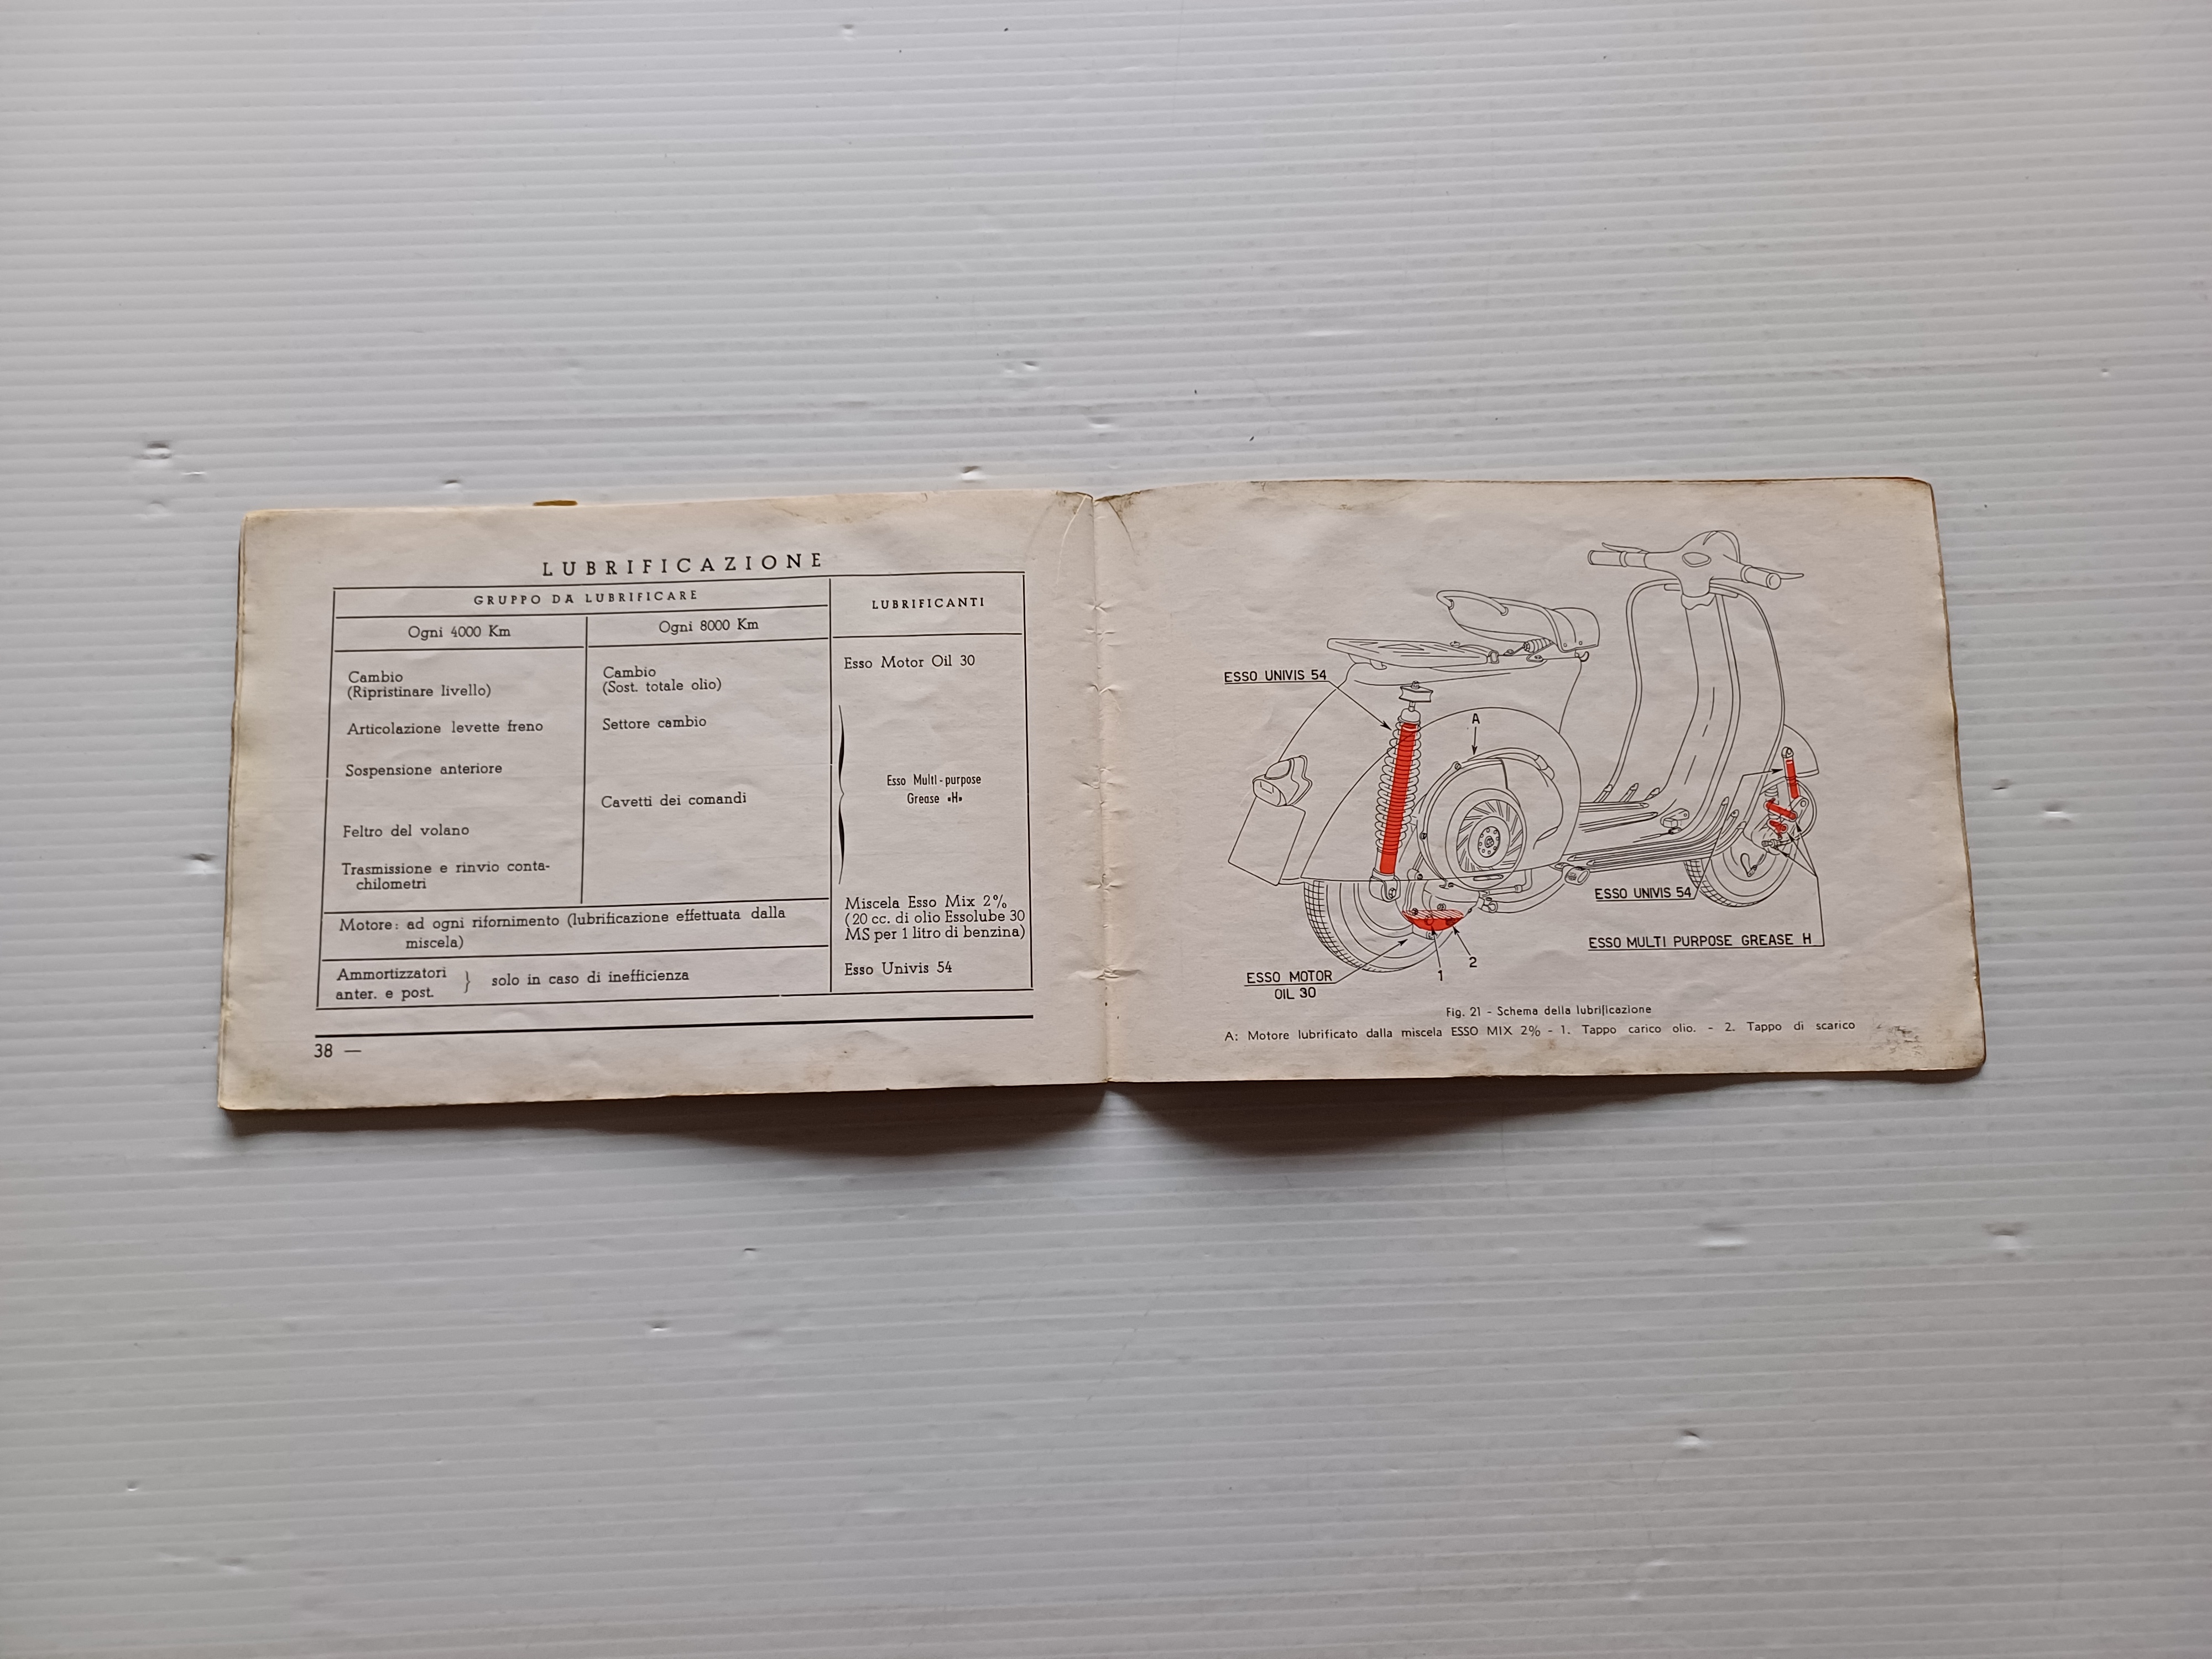 LUBRIFICAZIONE
GRUPPO DA LUBRIFICARE
LUBRIFICANTI
Ogni 4000 Km
Ogni 8000 Km
Cambio
(Ripristinare livello)
Cambio
(Sost. totale olio)
Esso Motor Oil 30
Articolazione levette freno
Settore cambio
Sospensione anteriore
Cavetti dei comandi
Esso Multi-purpose
Grease «H»
Feltro del volano
Trasmissione e rinvio conta-
chilometri
Motore: ad ogni rifornimento (lubrificazione effettuata dalla
miscela)
Miscela Esso Mix 2%
(20 cc. di olio Essolube 30
MS per 1 litro di benzina)
Ammortizzatori
anter. e post.
} solo in caso di inefficienza
Esso Univis 54
38 —
ESSO UNIVIS 54
A
ESSO UNIVIS 54
ESSO MULTI PURPOSE GREASE H
ESSO MOTOR
OIL 30
1
2
Fig. 21 - Schema della lubrificazione
A: Motore lubrificato dalla miscela ESSO MIX 2% - 1. Tappo carico olio. - 2. Tappo di scarico